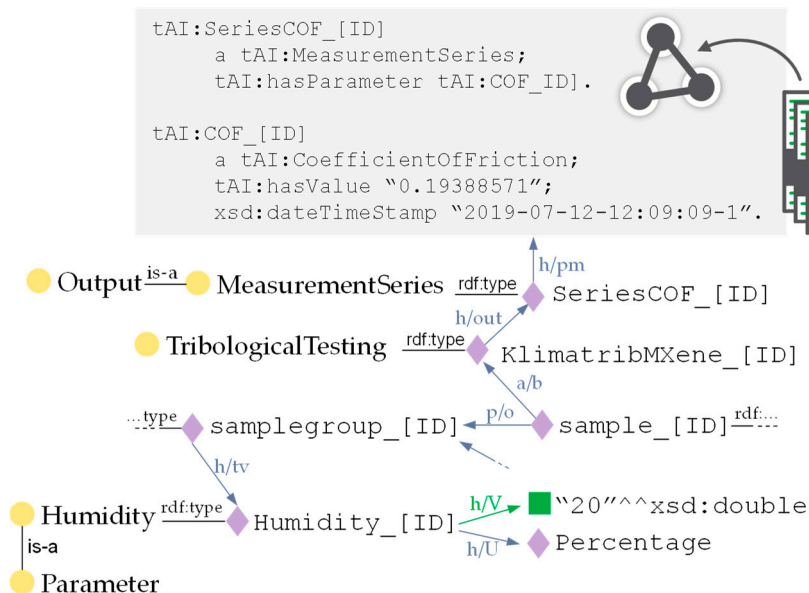 tAI:SeriesCOF_[ID]
a tAI:MeasurementSeries;
tAI:hasParameter tAI:COF_ID].
tAI:COF_[ID]
a tAI:CoefficientOfFriction;
tAI:hasValue “0.19388571”;
xsd:dateTimeStamp “2019-07-12-12:09:09-1”.
h/pm
Output is-a MeasurementSeries rdf:type SeriesCOF_[ID]
h/out
TribologicalTesting rdf:type KlimatribMXene_[ID]
a/b
...type samplegroup_[ID] p/o sample_[ID] rdf:...
h/tv
Humidity rdf:type Humidity_[ID] h/V “20”^^xsd:double
h/U Percentage
is-a
Parameter